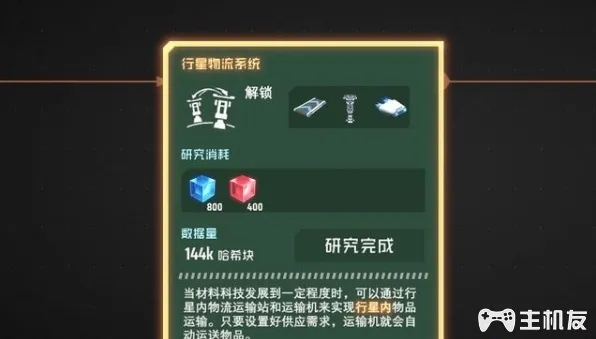 行星物流系统
解锁
研究消耗
800
400
数据量
144k 哈希块
研究完成
当材料科技发展到一定程度时，可以通过行
星内物流运输站和运输机来实现行星内物品
运输。只要设置好供应需求，运输机就会自
动运送物品。
主机友